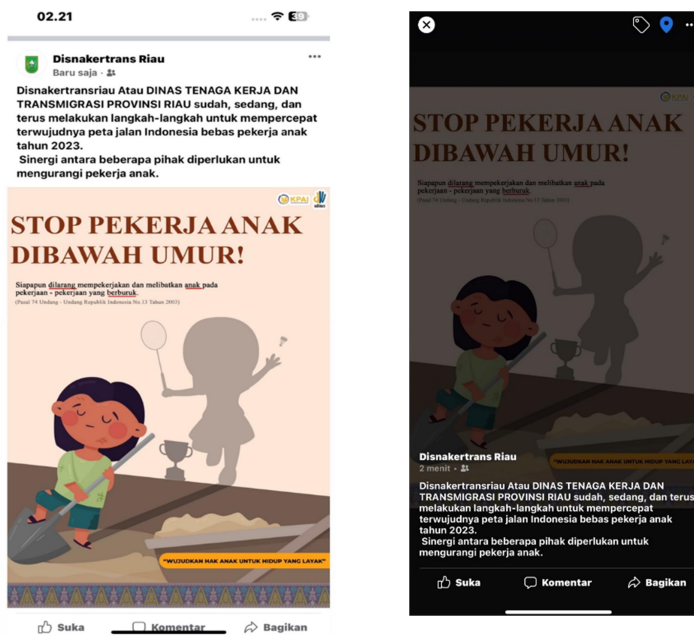 02.21
39
Disnakertrans Riau
Baru saja
Disnakertransriau Atau DINAS TENAGA KERJA DAN
TRANSMIGRASI PROVINSI RIAU sudah, sedang, dan
terus melakukan langkah-langkah untuk mempercepat
terwujudnya peta jalan Indonesia bebas pekerja anak
tahun 2023.
Sinergi antara beberapa pihak diperlukan untuk
mengurangi pekerja anak.
KPAI
STOP PEKERJA ANAK
DIBAWAH UMUR!
Siapapun dilarang mempekerjakan dan melibatkan anak pada
pekerjaan - pekerjaan yang berburuk.
(Pasal 74 Undang - Undang Republik Indonesia No.13 Tahun 2003)
"WUJUDKAN HAK ANAK UNTUK HIDUP YANG LAYAK"
Suka
Komentar
Bagikan
KPAI
STOP PEKERJA ANAK
DIBAWAH UMUR!
Siapapun dilarang mempekerjakan dan melibatkan anak pada
pekerjaan - pekerjaan yang berburuk.
(Pasal 74 Undang - Undang Republik Indonesia No.13 Tahun 2003)
Disnakertrans Riau
2 menit
"WUJUDKAN HAK ANAK UNTUK HIDUP YANG LAY
Disnakertransriau Atau DINAS TENAGA KERJA DAN
TRANSMIGRASI PROVINSI RIAU sudah, sedang, dan terus
melakukan langkah-langkah untuk mempercepat
terwujudnya peta jalan Indonesia bebas pekerja anak
tahun 2023.
Sinergi antara beberapa pihak diperlukan untuk
mengurangi pekerja anak.
Suka
Komentar
Bagikan